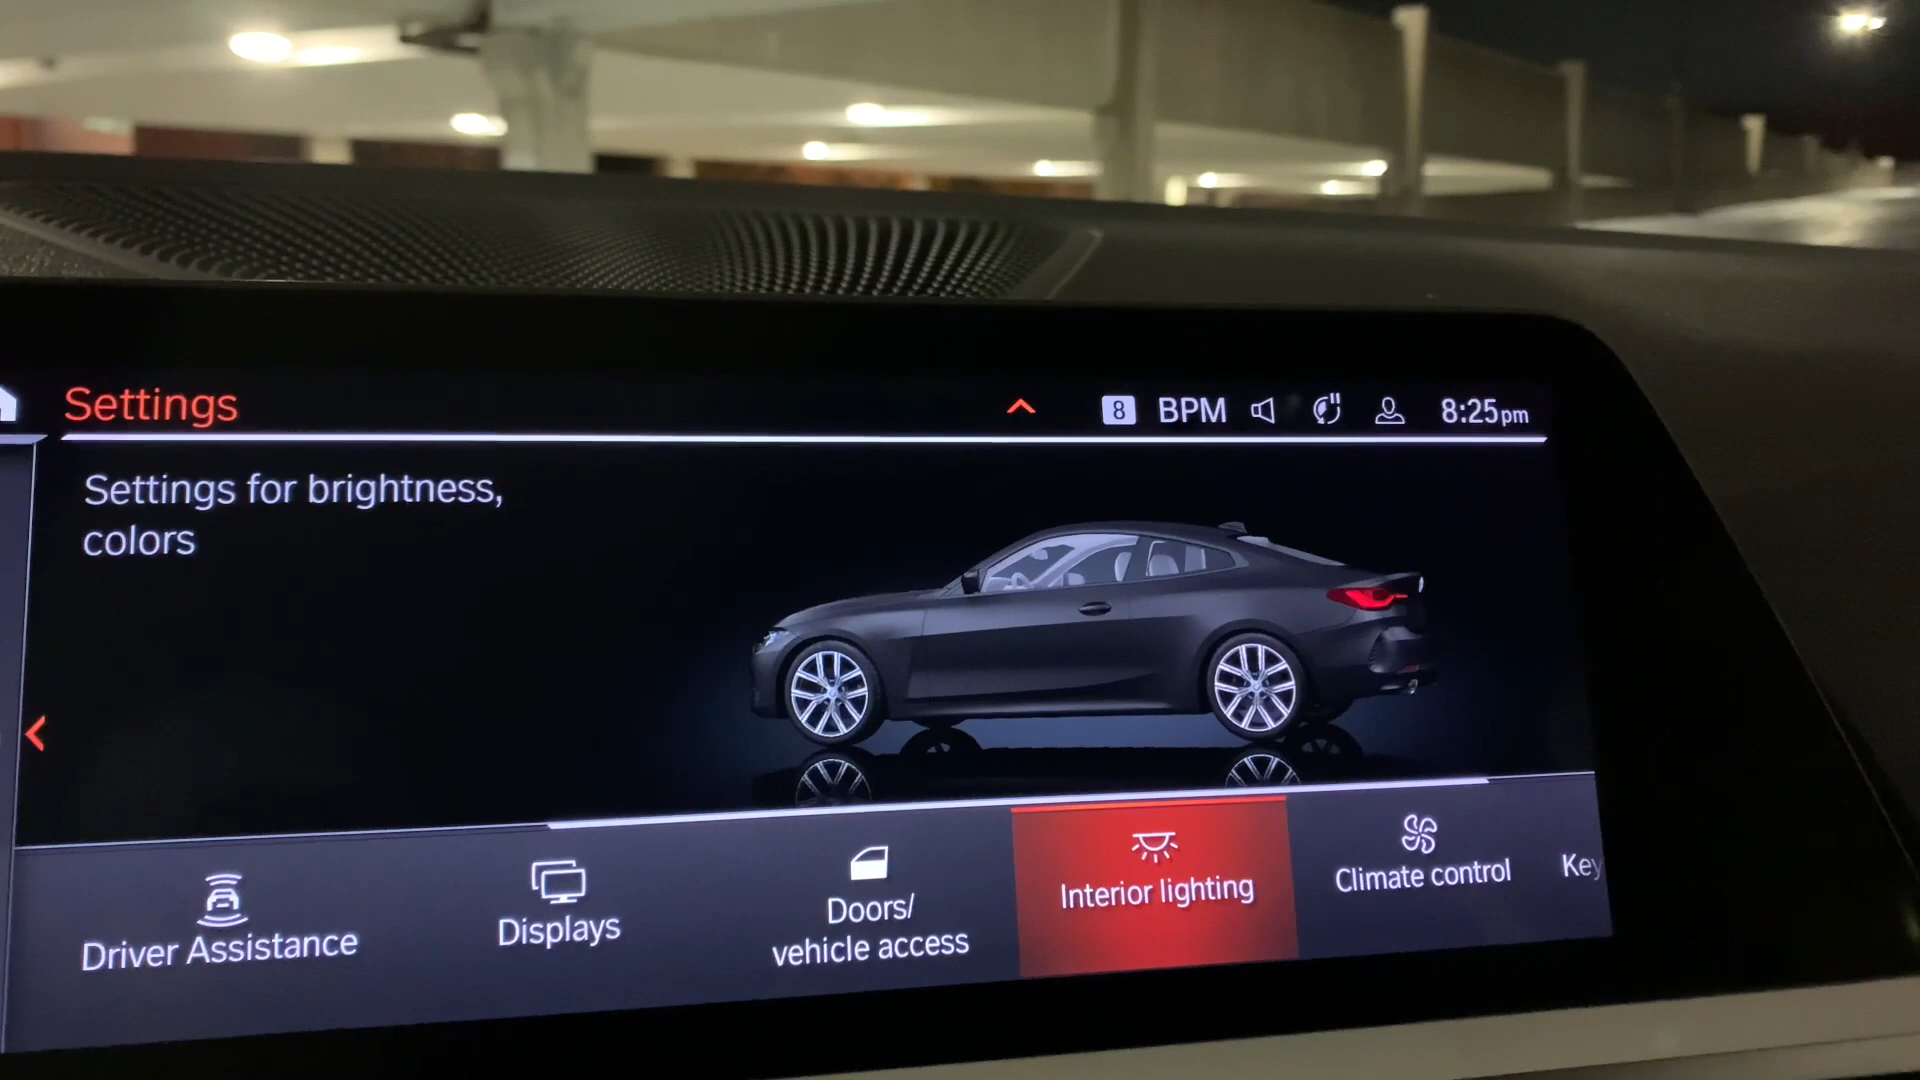 Settings
8 BPM 8:25pm
Settings for brightness,
colors
Driver Assistance
Displays
Doors/
vehicle access
Interior lighting
Climate control
Key